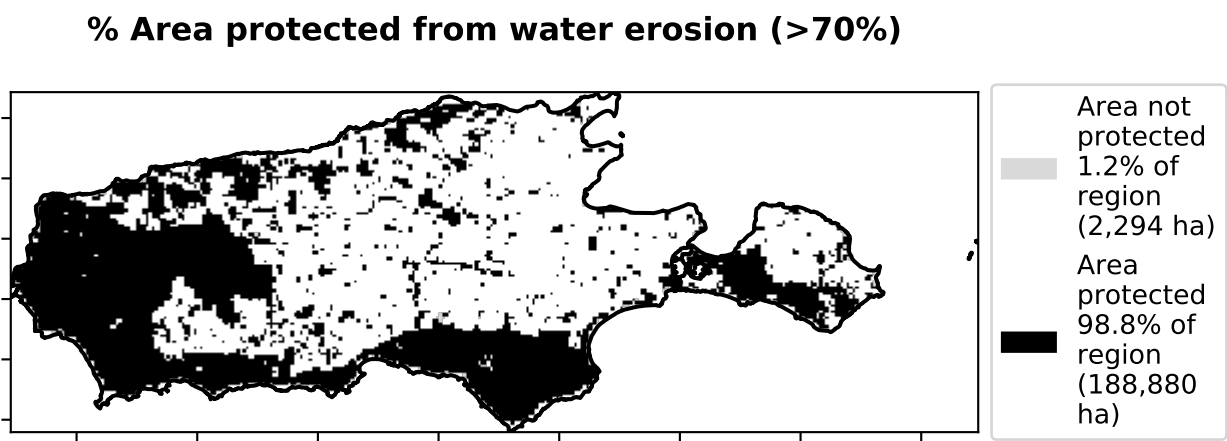 % Area protected from water erosion (>70%)
Area not
protected
1.2% of
region
(2,294 ha)
Area
protected
98.8% of
region
(188,880
ha)